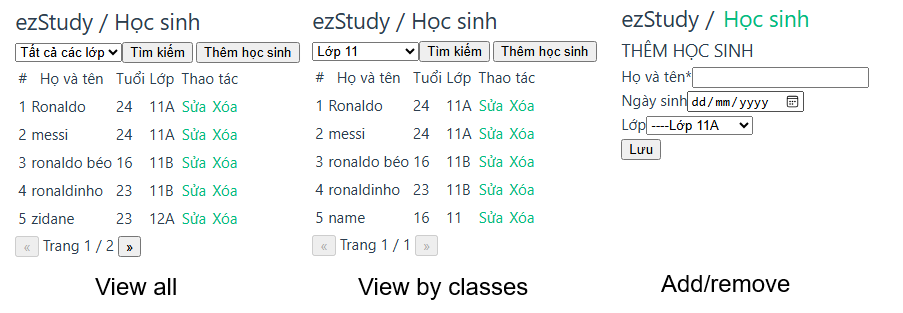 ezStudy / Học sinh
Tất cả các lớp Tìm kiếm Thêm học sinh
# Họ và tên Tuổi Lớp Thao tác
1 Ronaldo 24 11A Sửa Xóa
2 messi 24 11A Sửa Xóa
3 ronaldo béo 16 11B Sửa Xóa
4 ronaldinho 23 11B Sửa Xóa
5 zidane 23 12A Sửa Xóa
« Trang 1 / 2 »
View all
ezStudy / Học sinh
Lớp 11 Tìm kiếm Thêm học sinh
# Họ và tên Tuổi Lớp Thao tác
1 Ronaldo 24 11A Sửa Xóa
2 messi 24 11A Sửa Xóa
3 ronaldo béo 16 11B Sửa Xóa
4 ronaldinho 23 11B Sửa Xóa
5 name 16 11 Sửa Xóa
« Trang 1 / 1 »
View by classes
ezStudy / Học sinh
THÊM HỌC SINH
Họ và tên*
Ngày sinh dd/mm/yyyy
Lớp ----Lớp 11A
Lưu
Add/remove